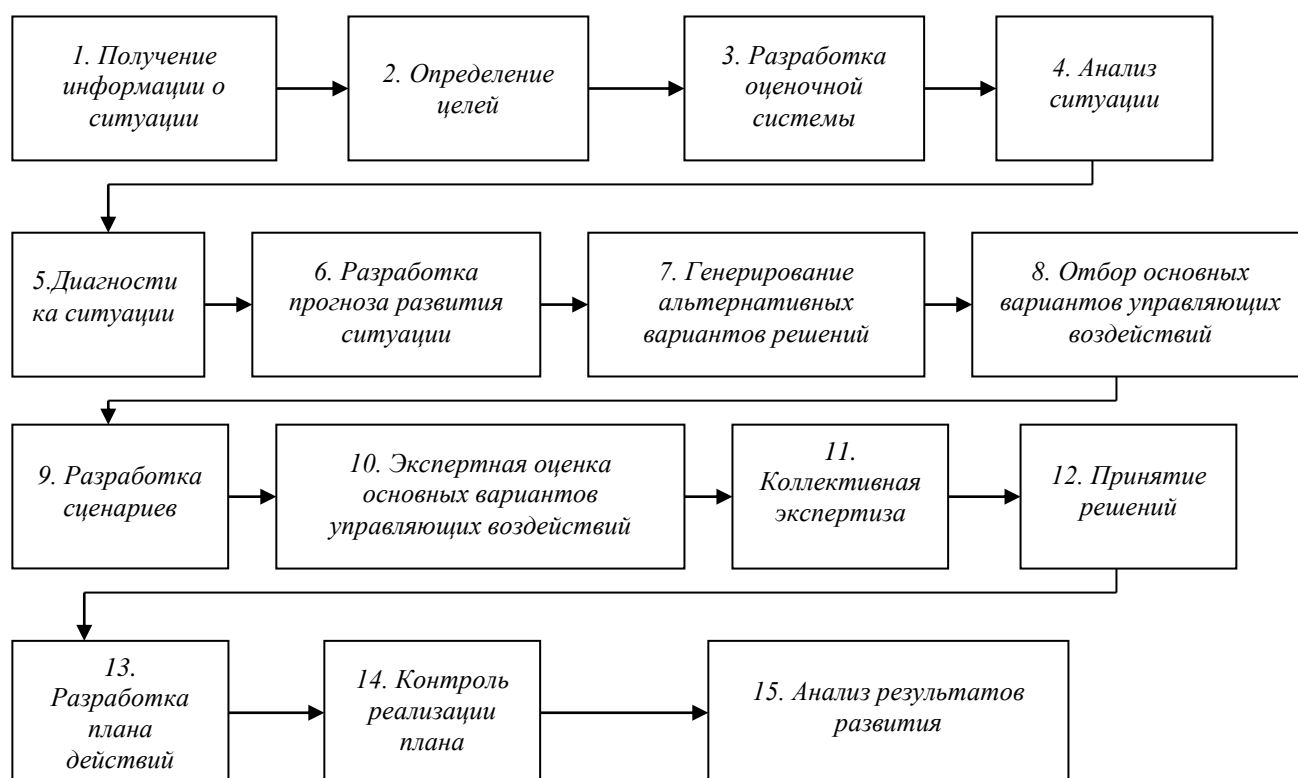 1. Получение
информации о
ситуации
2. Определение
целей
3. Разработка
оценочной
системы
4. Анализ
ситуации
5.Диагности
ка ситуации
6. Разработка
прогноза развития
ситуации
7. Генерирование
альтернативных
вариантов решений
8. Отбор основных
вариантов управляющих
воздействий
9. Разработка
сценариев
10. Экспертная оценка
основных вариантов
управляющих воздействий
11.
Коллективная
экспертиза
12. Принятие
решений
13.
Разработка
плана
действий
14. Контроль
реализации
плана
15. Анализ результатов
развития